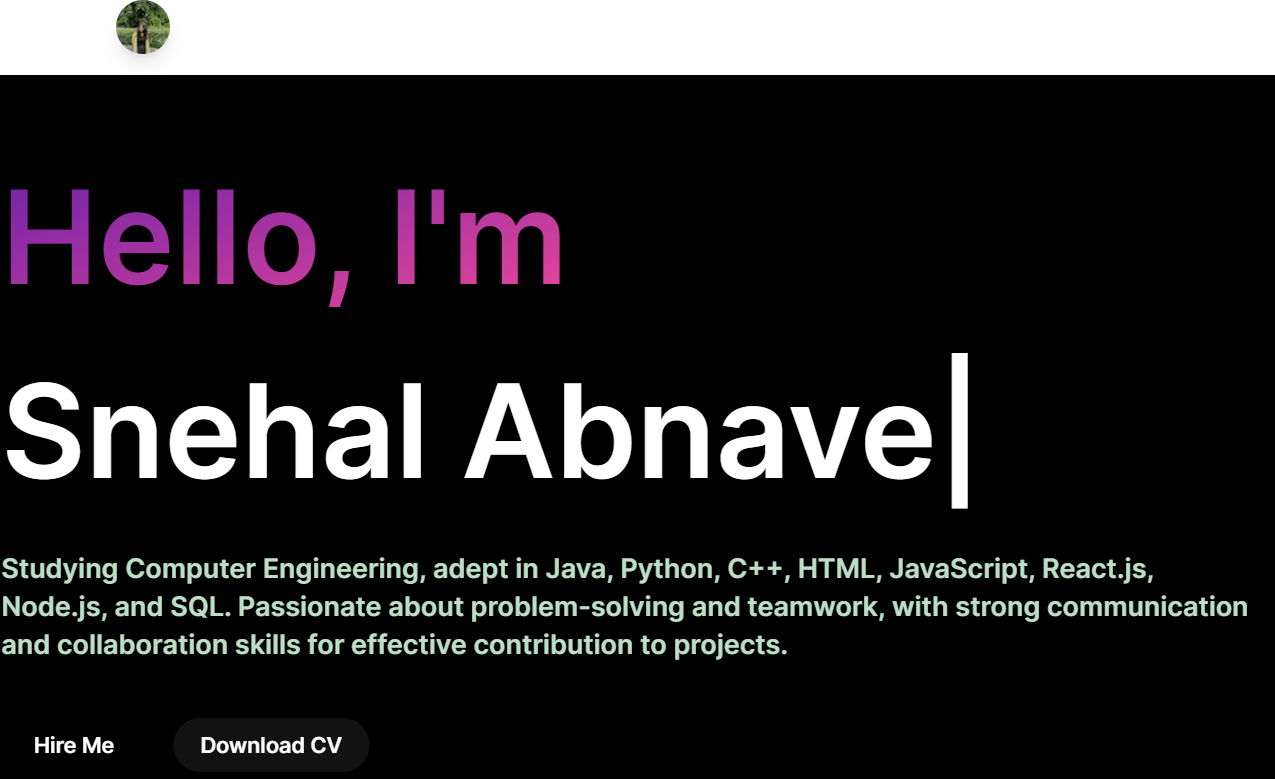 Hello, I'm
Snehal Abnave|
Studying Computer Engineering, adept in Java, Python, C++, HTML, JavaScript, React.js,
Node.js, and SQL. Passionate about problem-solving and teamwork, with strong communication
and collaboration skills for effective contribution to projects.
Hire Me
Download CV